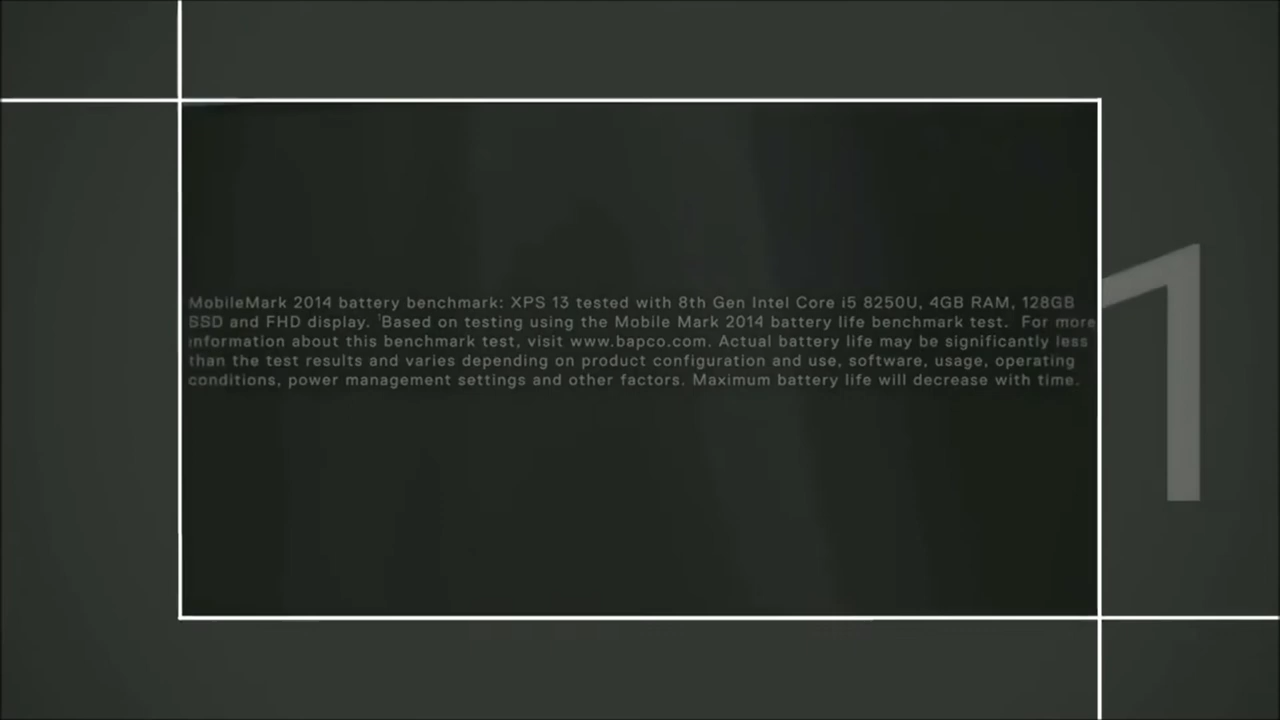 MobileMark 2014 battery benchmark: XPS 13 tested with 8th Gen Intel Core i5 8250U, 4GB RAM, 128GB
SSD and FHD display. ¹Based on testing using the Mobile Mark 2014 battery life benchmark test.  For more
information about this benchmark test, visit www.bapco.com. Actual battery life may be significantly less
than the test results and varies depending on product configuration and use, software, usage, operating
conditions, power management settings and other factors. Maximum battery life will decrease with time.
1